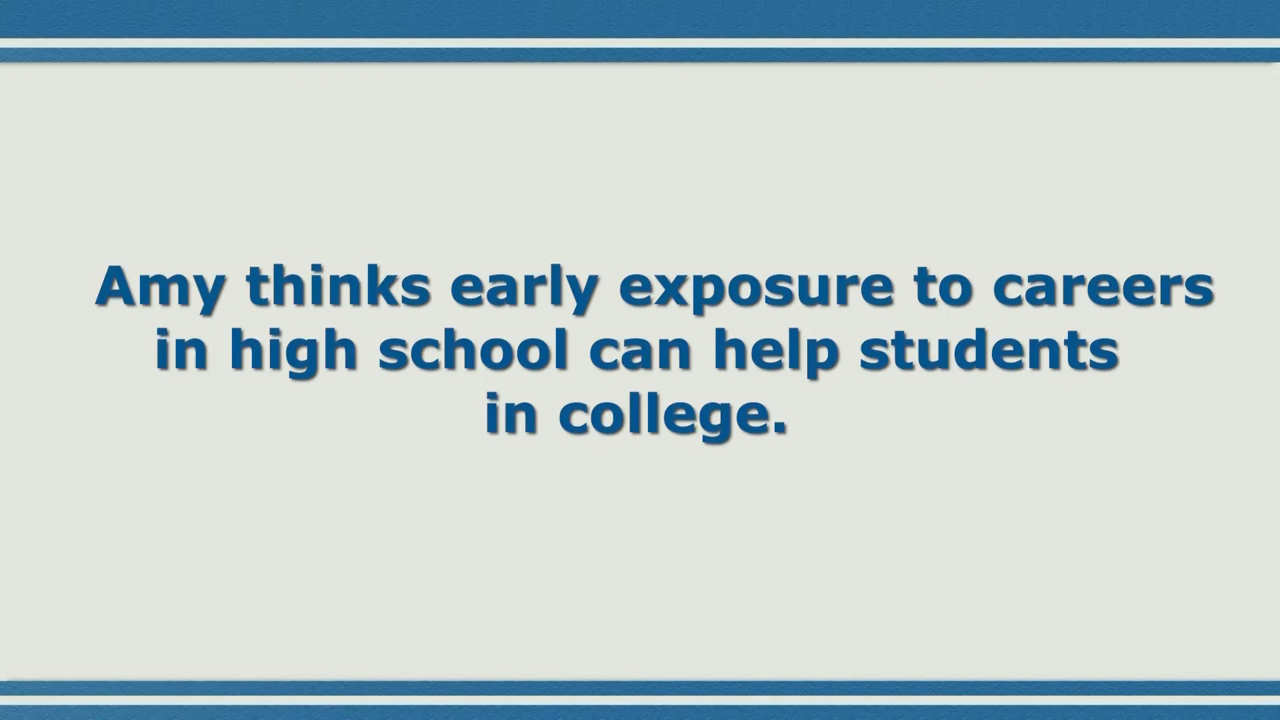 Amy thinks early exposure to careers
in high school can help students
in college.